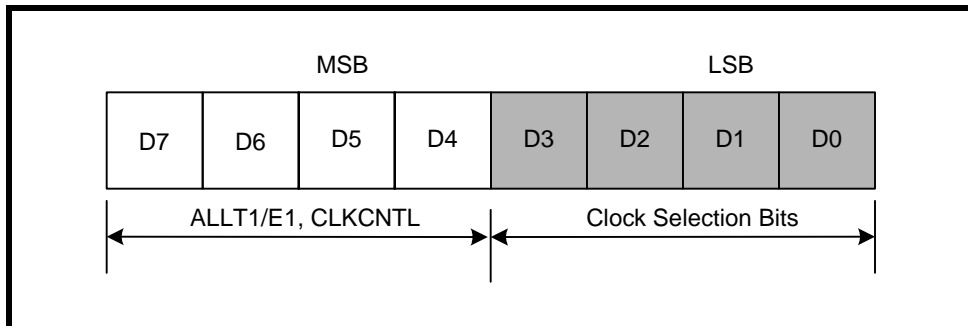 MSB LSB
D7 D6 D5 D4 D3 D2 D1 D0
ALLT1/E1, CLKCNTL Clock Selection Bits